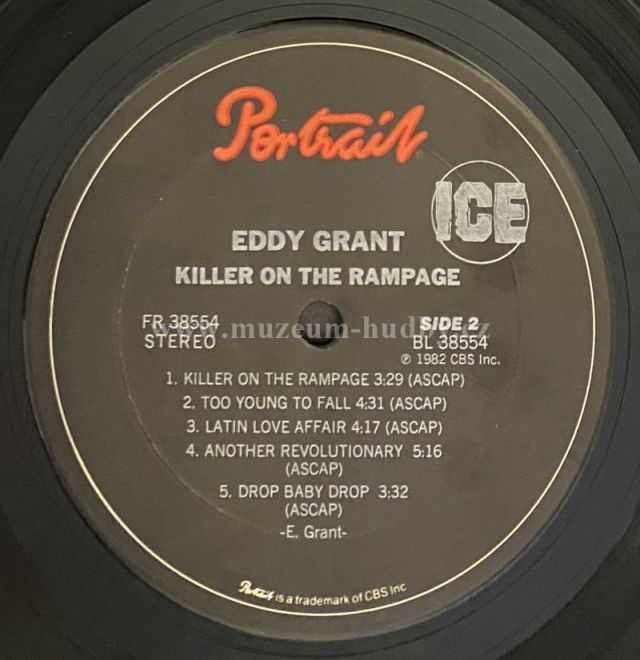 Portrait
ICE
EDDY GRANT
KILLER ON THE RAMPAGE
FR 38554
STEREO
www.muzeum-hudby.cz
SIDE 2
BL 38554
℗ 1982 CBS Inc.
1. KILLER ON THE RAMPAGE 3:29 (ASCAP)
2. TOO YOUNG TO FALL 4:31 (ASCAP)
3. LATIN LOVE AFFAIR 4:17 (ASCAP)
4. ANOTHER REVOLUTIONARY 5:16
(ASCAP)
5. DROP BABY DROP 3:32
(ASCAP)
-E. Grant-
Portrait is a trademark of CBS Inc